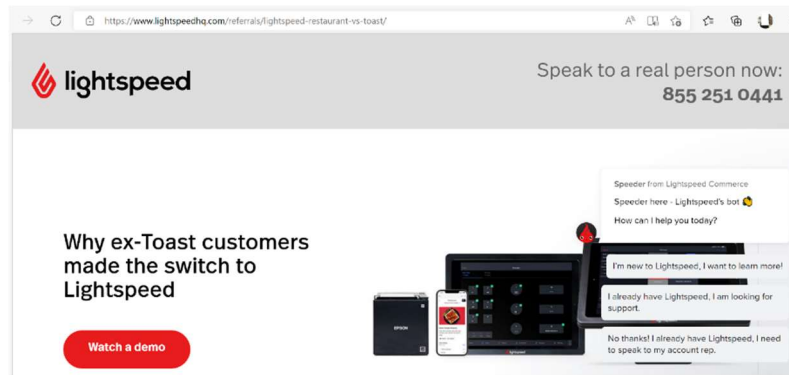 https://www.lightspeedhq.com/referrals/lightspeed-restaurant-vs-toast/
lightspeed
Speak to a real person now:
855 251 0441
Why ex-Toast customers
made the switch to
Lightspeed
Watch a demo
EPSON
lightspeed
Speeder from Lightspeed Commerce
Speeder here - Lightspeed's bot
How can I help you today?
I'm new to Lightspeed, I want to learn more!
I already have Lightspeed, I am looking for
support.
No thanks! I already have Lightspeed, I need
to speak to my account rep.